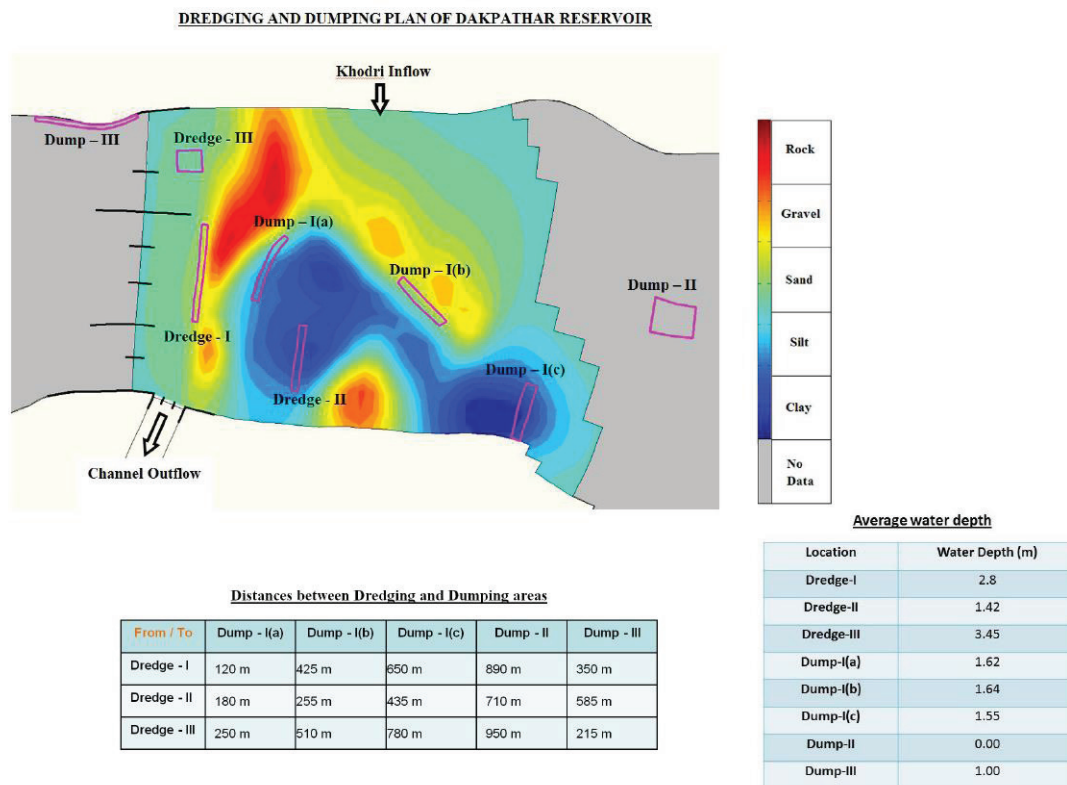 DREDGING AND DUMPING PLAN OF DAKPATHAR RESERVOIR
Khodri Inflow
Dump – III
Dredge - III
Dump – I(a)
Dump – I(b)
Dump – II
Dredge - I
Dump – I(c)
Dredge - II
Channel Outflow
Rock
Gravel
Sand
Silt
Clay
No
Data
Average water depth
Location Water Depth (m)
Dredge-I 2.8
Dredge-II 1.42
Dredge-III 3.45
Dump-I(a) 1.62
Dump-I(b) 1.64
Dump-I(c) 1.55
Dump-II 0.00
Dump-III 1.00
Distances between Dredging and Dumping areas
From / To Dump - I(a) Dump - I(b) Dump - I(c) Dump - II Dump - III
Dredge - I 120 m 425 m 650 m 890 m 350 m
Dredge - II 180 m 255 m 435 m 710 m 585 m
Dredge - III 250 m 510 m 780 m 950 m 215 m